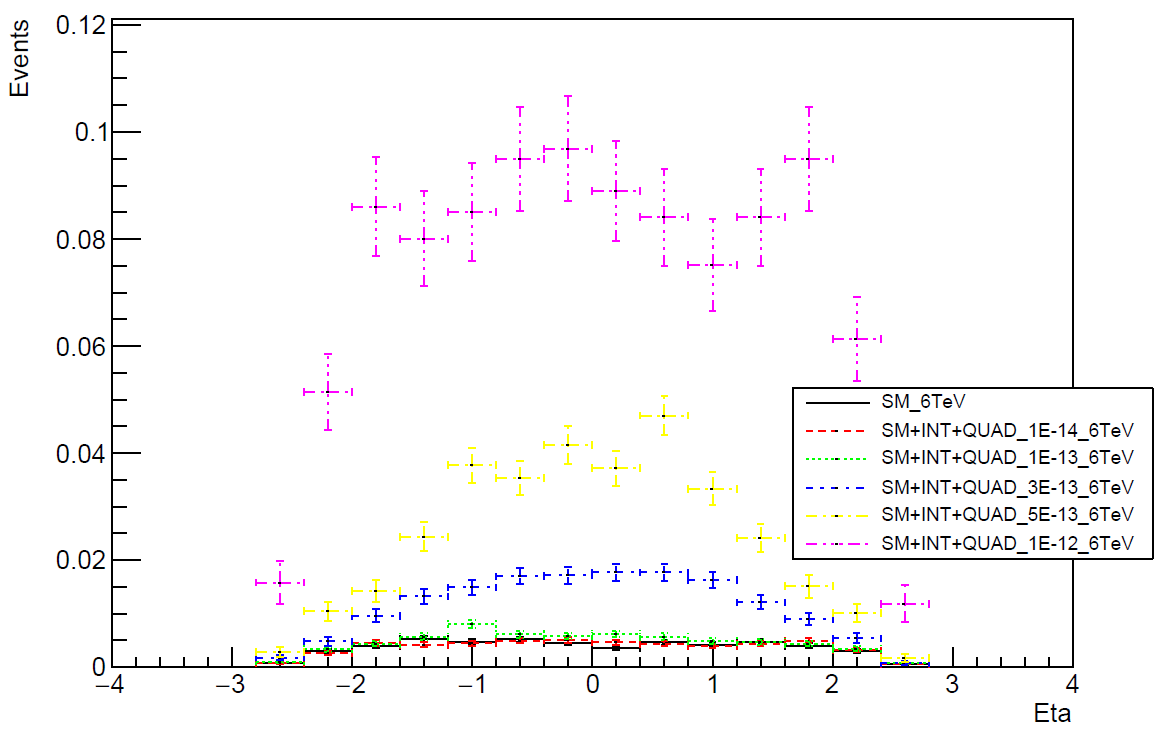 Events
0.12
0.1
0.08
0.06
0.04
0.02
0
−4 −3 −2 −1 0 1 2 3 4
Eta
SM_6TeV
SM+INT+QUAD_1E-14_6TeV
SM+INT+QUAD_1E-13_6TeV
SM+INT+QUAD_3E-13_6TeV
SM+INT+QUAD_5E-13_6TeV
SM+INT+QUAD_1E-12_6TeV